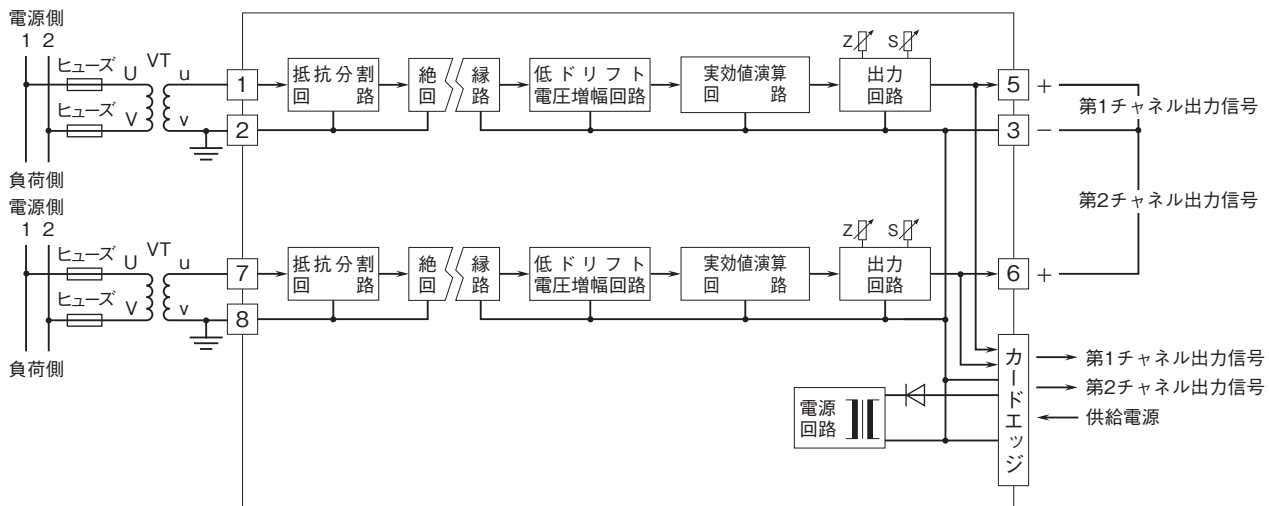 電源側
1 2
ヒューズ U VT u
ヒューズ V v
負荷側
1
2
抵抗分割
回路
絶縁
回路
低ドリフト
電圧増幅回路
実効値演算
回路
Z S
出力
回路
5 +
3 −
第1チャネル出力信号
第2チャネル出力信号
電源側
1 2
ヒューズ U VT u
ヒューズ V v
負荷側
7
8
抵抗分割
回路
絶縁
回路
低ドリフト
電圧増幅回路
実効値演算
回路
Z S
出力
回路
6 +
電源
回路
カードエッジ
第1チャネル出力信号
第2チャネル出力信号
供給電源